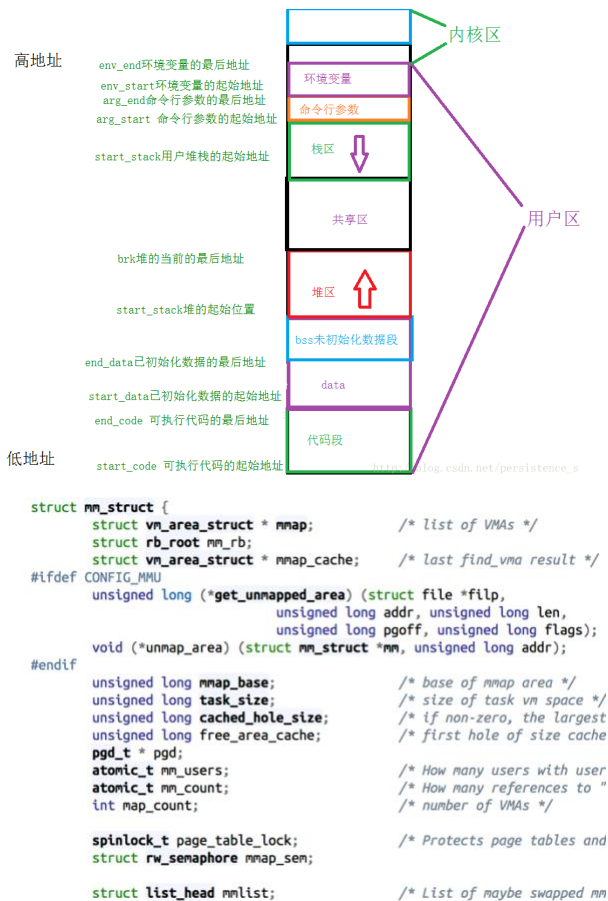 内核区
高地址
env_end环境变量的最后地址
环境变量
env_start环境变量的起始地址
arg_end命令行参数的最后地址
命令行参数
arg_start 命令行参数的起始地址
栈区
start_stack用户堆栈的起始地址
共享区
用户区
brk堆的当前的最后地址
堆区
start_stack堆的起始位置
bss未初始化数据段
end_data已初始化数据的最后地址
data
start_data已初始化数据的起始地址
end_code 可执行代码的最后地址
代码段
低地址
start_code 可执行代码的起始地址
http://blog.csdn.net/persistence_s
struct mm_struct {
struct vm_area_struct * mmap; /* list of VMAs */
struct rb_root mm_rb;
struct vm_area_struct * mmap_cache; /* last find_vma result */
#ifdef CONFIG_MMU
unsigned long (*get_unmapped_area) (struct file *filp,
unsigned long addr, unsigned long len,
unsigned long pgoff, unsigned long flags);
void (*unmap_area) (struct mm_struct *mm, unsigned long addr);
#endif
unsigned long mmap_base; /* base of mmap area */
unsigned long task_size; /* size of task vm space */
unsigned long cached_hole_size; /* if non-zero, the largest
unsigned long free_area_cache; /* first hole of size cache
pgd_t * pgd;
atomic_t mm_users; /* How many users with user
atomic_t mm_count; /* How many references to "
int map_count; /* number of VMAs */
spinlock_t page_table_lock; /* Protects page tables and
struct rw_semaphore mmap_sem;
struct list_head mmlist; /* List of maybe swapped mm